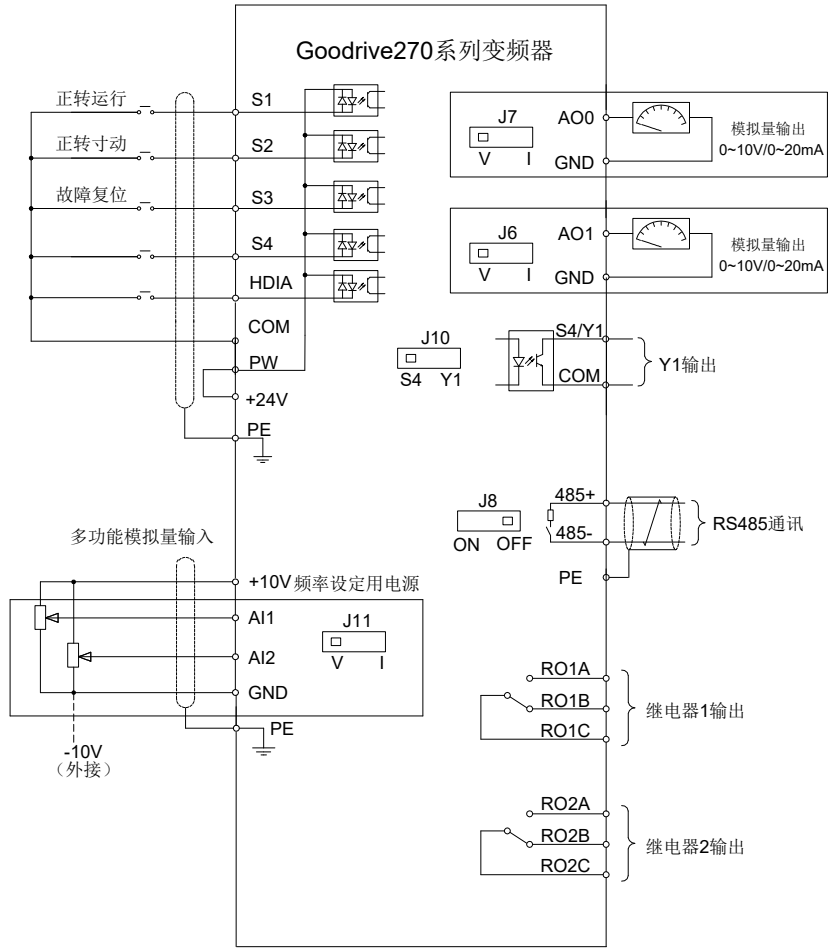 Goodrive270系列变频器
正转运行
S1
正转寸动
S2
故障复位
S3
S4
HDIA
COM
PW
+24V
PE
J7
V I
AO0
GND
模拟量输出
0~10V/0~20mA
J6
V I
AO1
GND
模拟量输出
0~10V/0~20mA
J10
S4 Y1
S4/Y1
COM
Y1输出
J8
ON OFF
485+
485-
PE
RS485通讯
多功能模拟量输入
+10V 频率设定用电源
AI1
AI2
GND
PE
J11
V I
-10V
（外接）
RO1A
RO1B
RO1C
继电器1输出
RO2A
RO2B
RO2C
继电器2输出